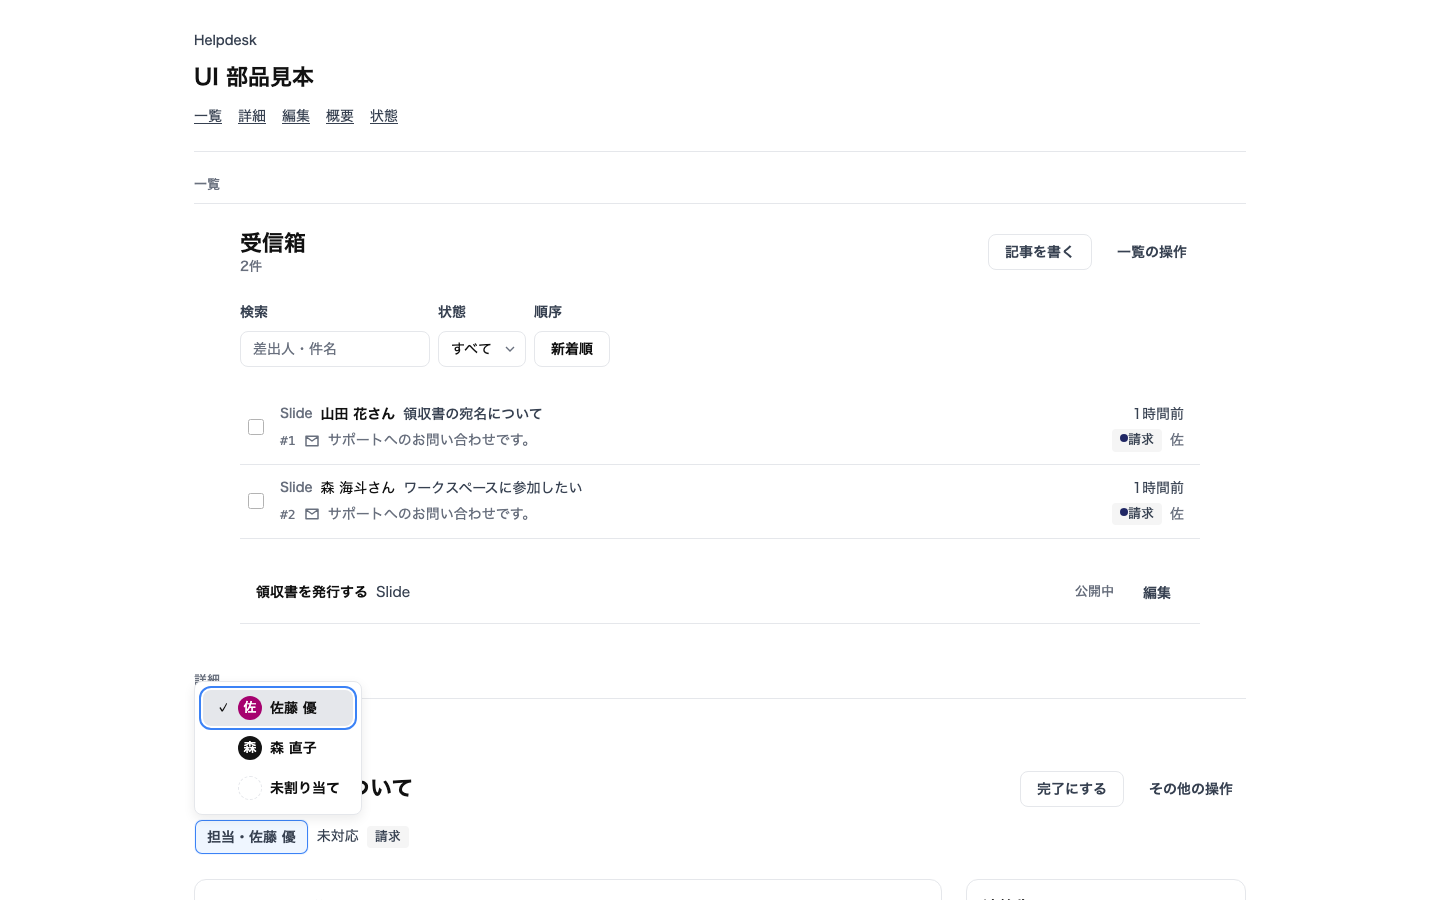 Helpdesk
UI 部品見本
一覧 詳細 編集 概要 状態
一覧
受信箱
2件
記事を書く 一覧の操作
検索 状態 順序
差出人・件名 すべて 新着順
Slide 山田 花さん 領収書の宛名について 1時間前
#1 サポートへのお問い合わせです。 請求 佐
Slide 森 海斗さん ワークスペースに参加したい 1時間前
#2 サポートへのお問い合わせです。 請求 佐
領収書を発行する Slide 公開中 編集
詳細
✓ 佐 佐藤 優
森 森 直子
未割り当て
ついて 完了にする その他の操作
担当・佐藤 優 未対応 請求